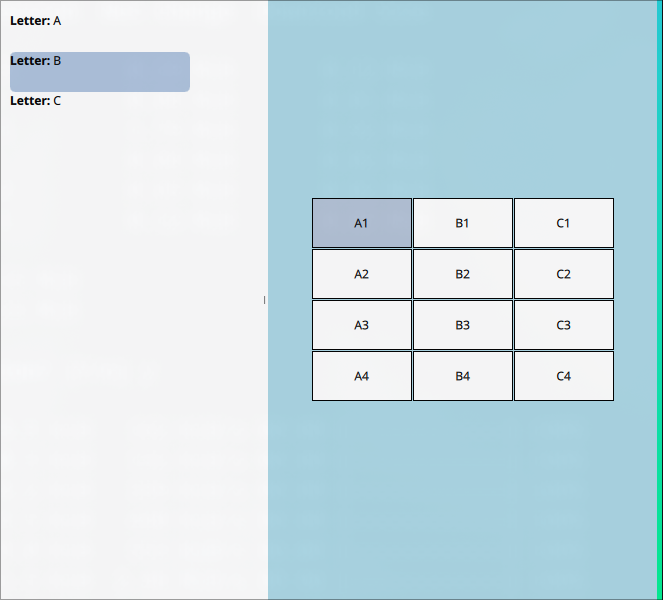 Letter: A
Letter: B
Letter: C
A1 B1 C1
A2 B2 C2
A3 B3 C3
A4 B4 C4